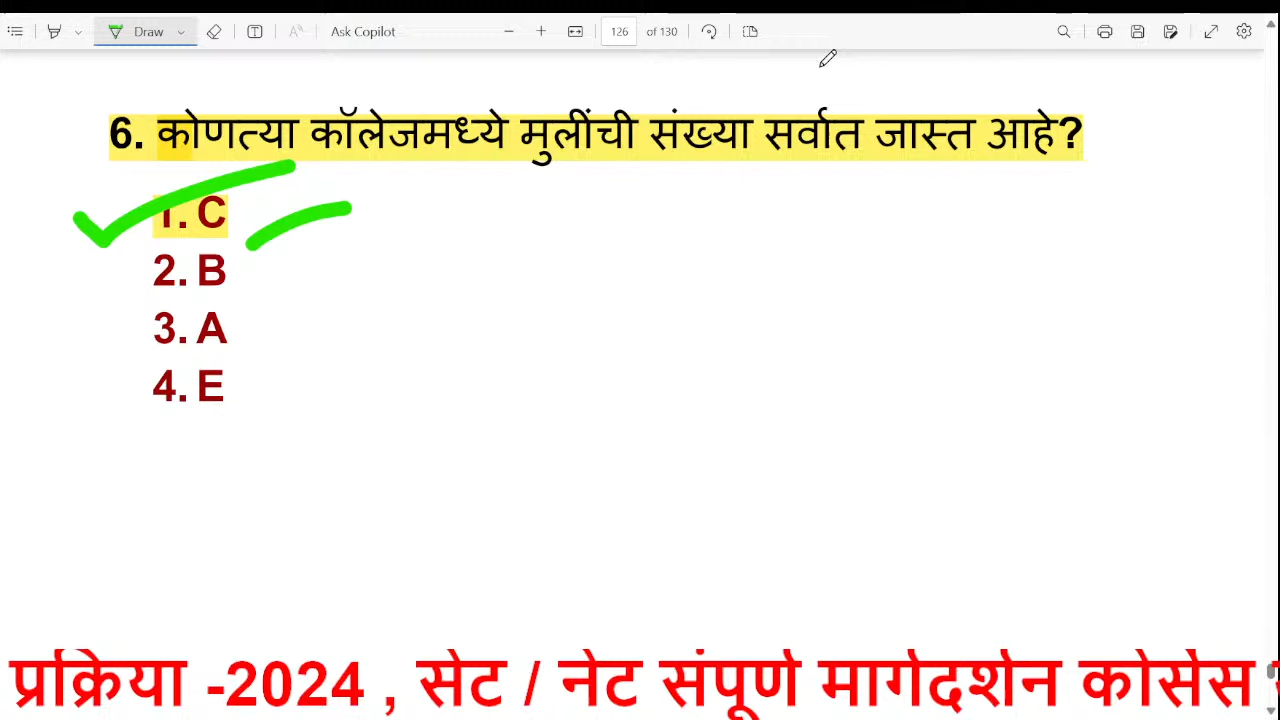 Draw
Ask Copilot
126 of 130
6. कोणत्या कॉलेजमध्ये मुलींची संख्या सर्वात जास्त आहे?
1. C
2. B
3. A
4. E
प्रक्रिया -2024 , सेट / नेट संपूर्ण मार्गदर्शन कोर्सेस